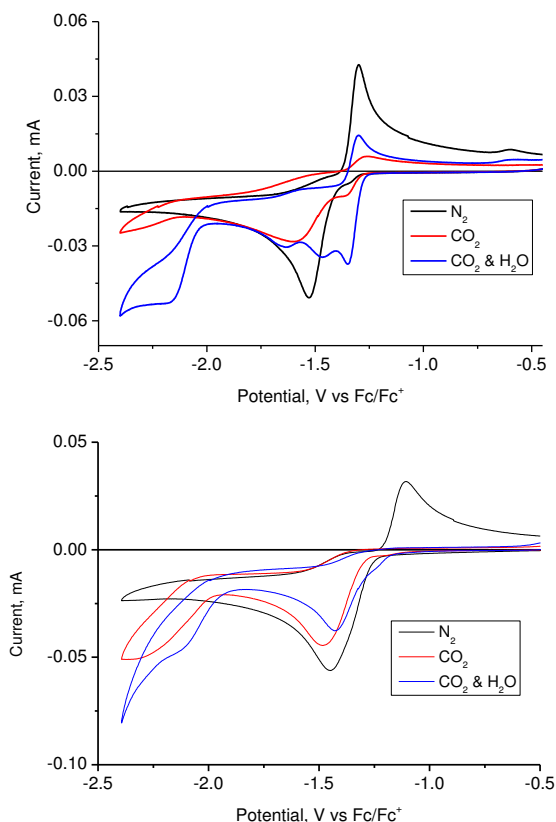 0.06
0.03
0.00
-0.03
-0.06
Current, mA
N₂
CO₂
CO₂ & H₂O
-2.5 -2.0 -1.5 -1.0 -0.5
Potential, V vs Fc/Fc⁺
0.05
0.00
-0.05
-0.10
Current, mA
N₂
CO₂
CO₂ & H₂O
-2.5 -2.0 -1.5 -1.0 -0.5
Potential, V vs Fc/Fc⁺